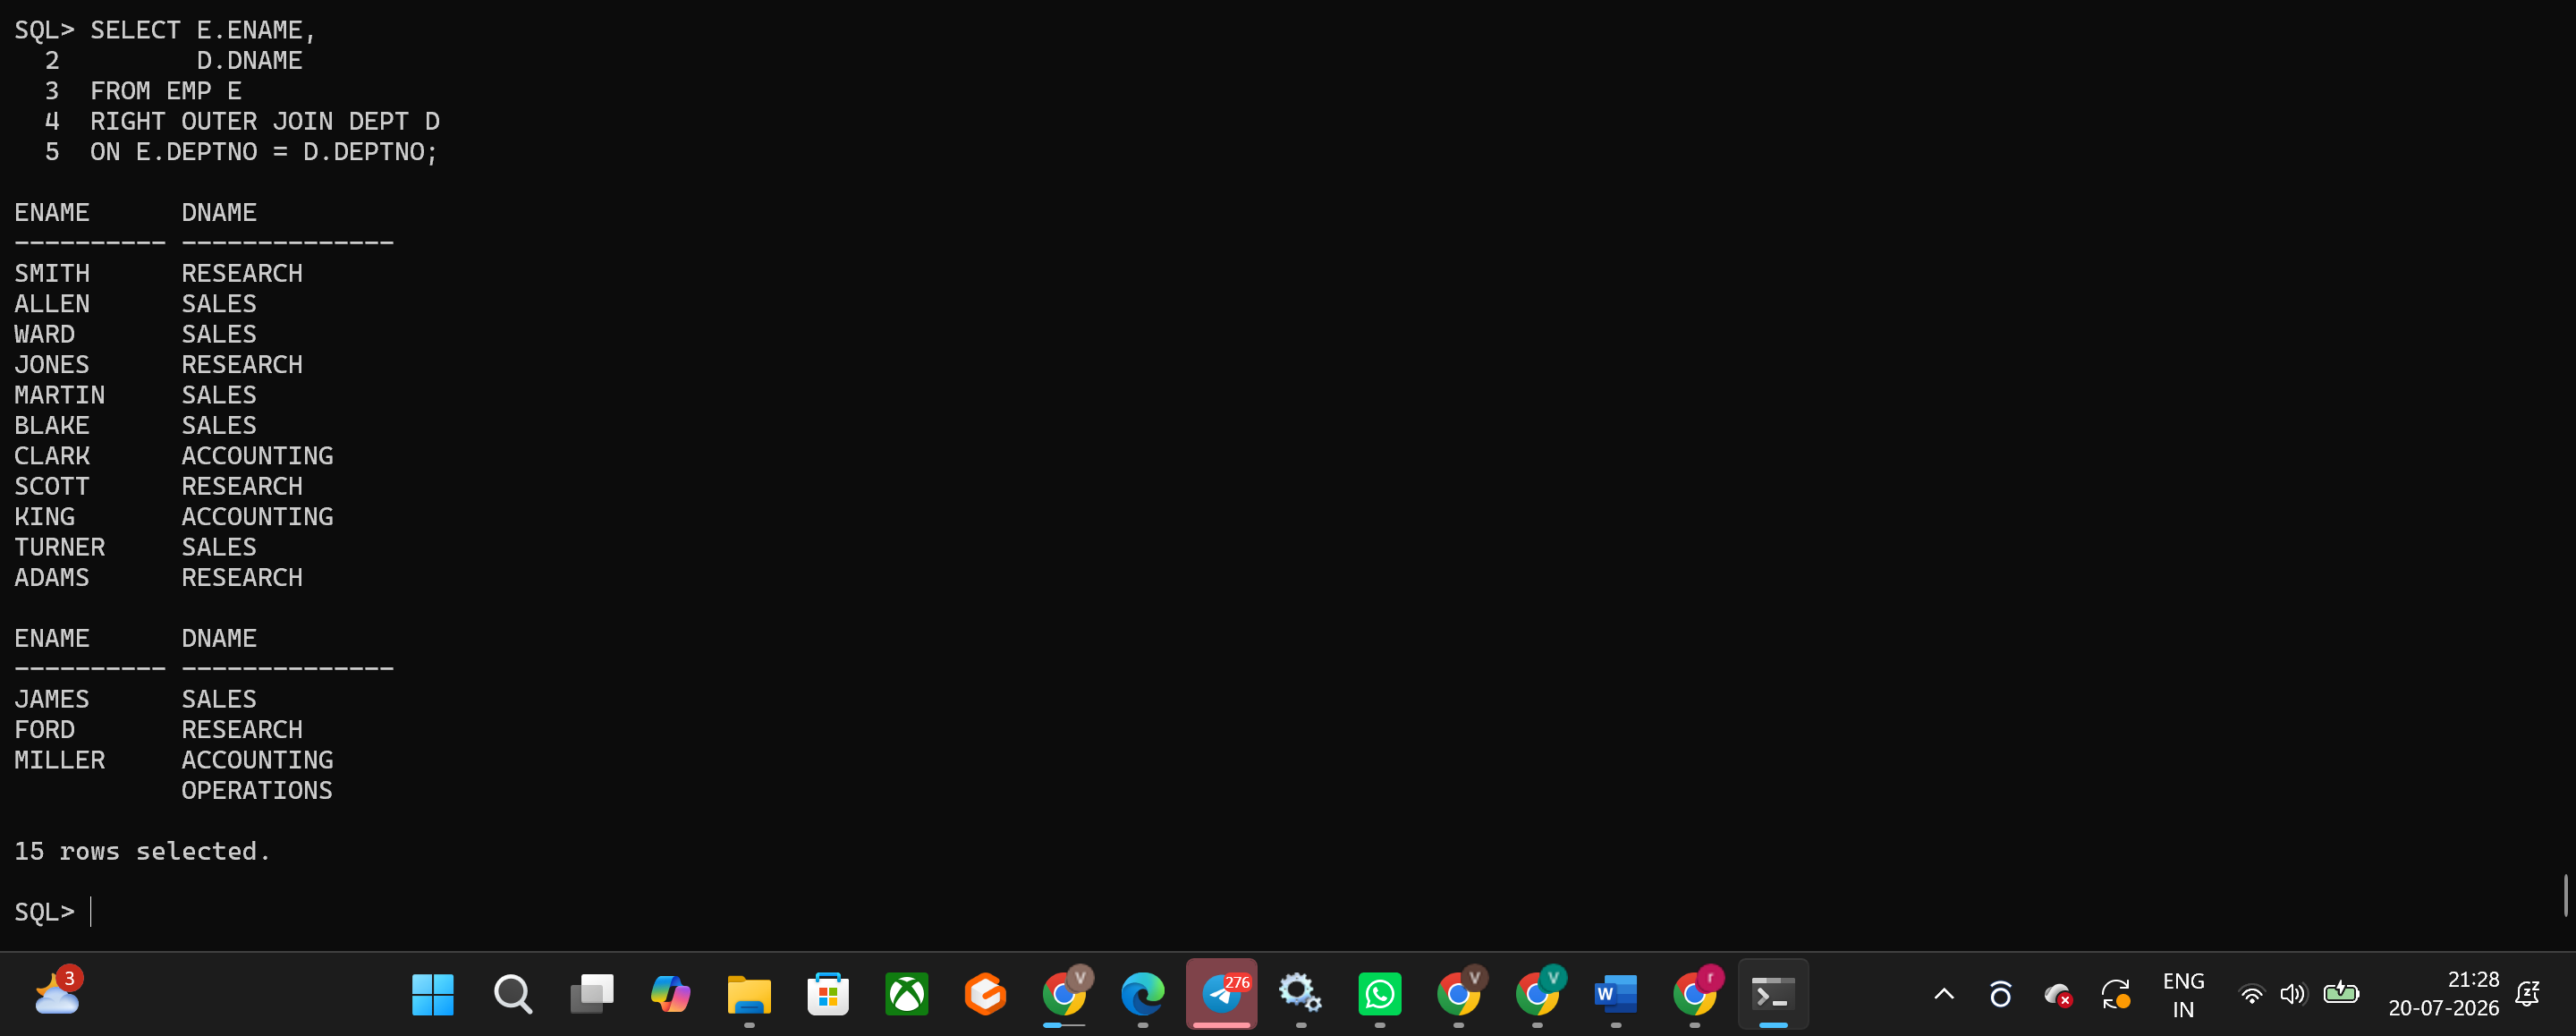 SQL> SELECT E.ENAME,
  2         D.DNAME
  3  FROM EMP E
  4  RIGHT OUTER JOIN DEPT D
  5  ON E.DEPTNO = D.DEPTNO;
ENAME      DNAME
---------- --------------
SMITH      RESEARCH
ALLEN      SALES
WARD       SALES
JONES      RESEARCH
MARTIN     SALES
BLAKE      SALES
CLARK      ACCOUNTING
SCOTT      RESEARCH
KING       ACCOUNTING
TURNER     SALES
ADAMS      RESEARCH
ENAME      DNAME
---------- --------------
JAMES      SALES
FORD       RESEARCH
MILLER     ACCOUNTING
           OPERATIONS
15 rows selected.
SQL>
3
V
276
V
V
W
r
ENG
IN
21:28
20-07-2026